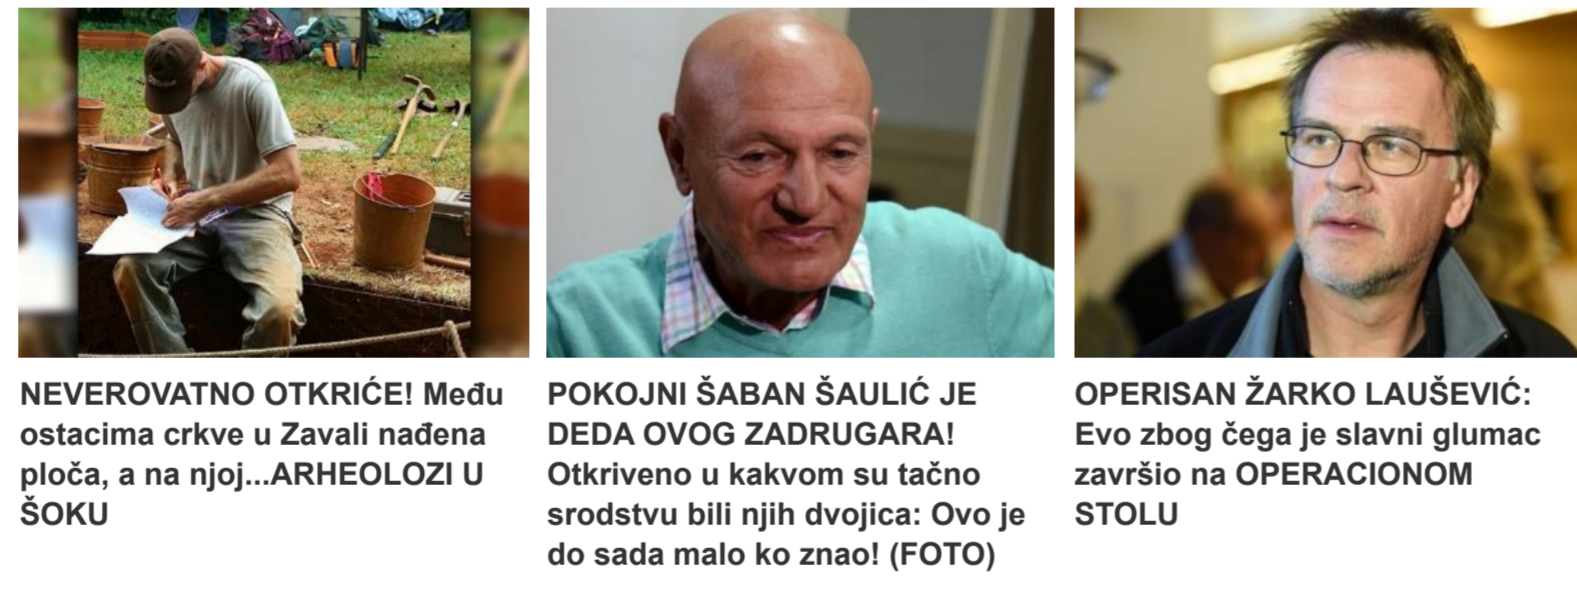 NEVEROVATNO OTKRIĆE! Među
ostacima crkve u Zavali nađena
ploča, a na njoj...ARHEOLOZI U
ŠOKU
POKOJNI ŠABAN ŠAULIĆ JE
DEDA OVOG ZADRUGARA!
Otkriveno u kakvom su tačno
srodstvu bili njih dvojica: Ovo je
do sada malo ko znao! (FOTO)
OPERISAN ŽARKO LAUŠEVIĆ:
Evo zbog čega je slavni glumac
završio na OPERACIONOM
STOLU